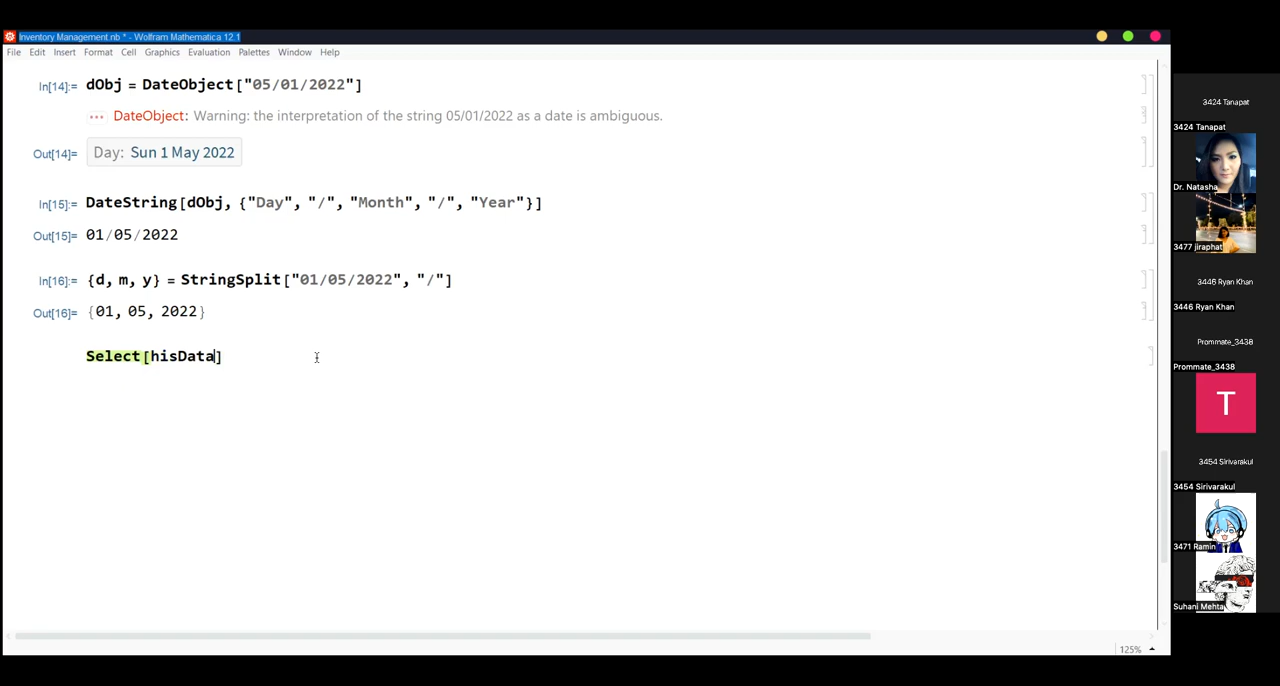 Inventory Management.nb * - Wolfram Mathematica 12.1
File Edit Insert Format Cell Graphics Evaluation Palettes Window Help
In[14]:= dObj = DateObject["05/01/2022"]
DateObject: Warning: the interpretation of the string 05/01/2022 as a date is ambiguous.
Out[14]= Day: Sun 1 May 2022
In[15]:= DateString[dObj, {"Day", "/", "Month", "/", "Year"}]
Out[15]= 01/05/2022
In[16]:= {d, m, y} = StringSplit["01/05/2022", "/"]
Out[16]= {01, 05, 2022}
Select[hisData]
125%
3424 Tanapat
3424 Tanapat
Dr. Natasha
3477 jiraphat
3446 Ryan Khan
3446 Ryan Khan
Prommate_3438
Prommate_3438
T
3454 Sirivarakul
3454 Sirivarakul
3471 Ramin
Suhani Mehta